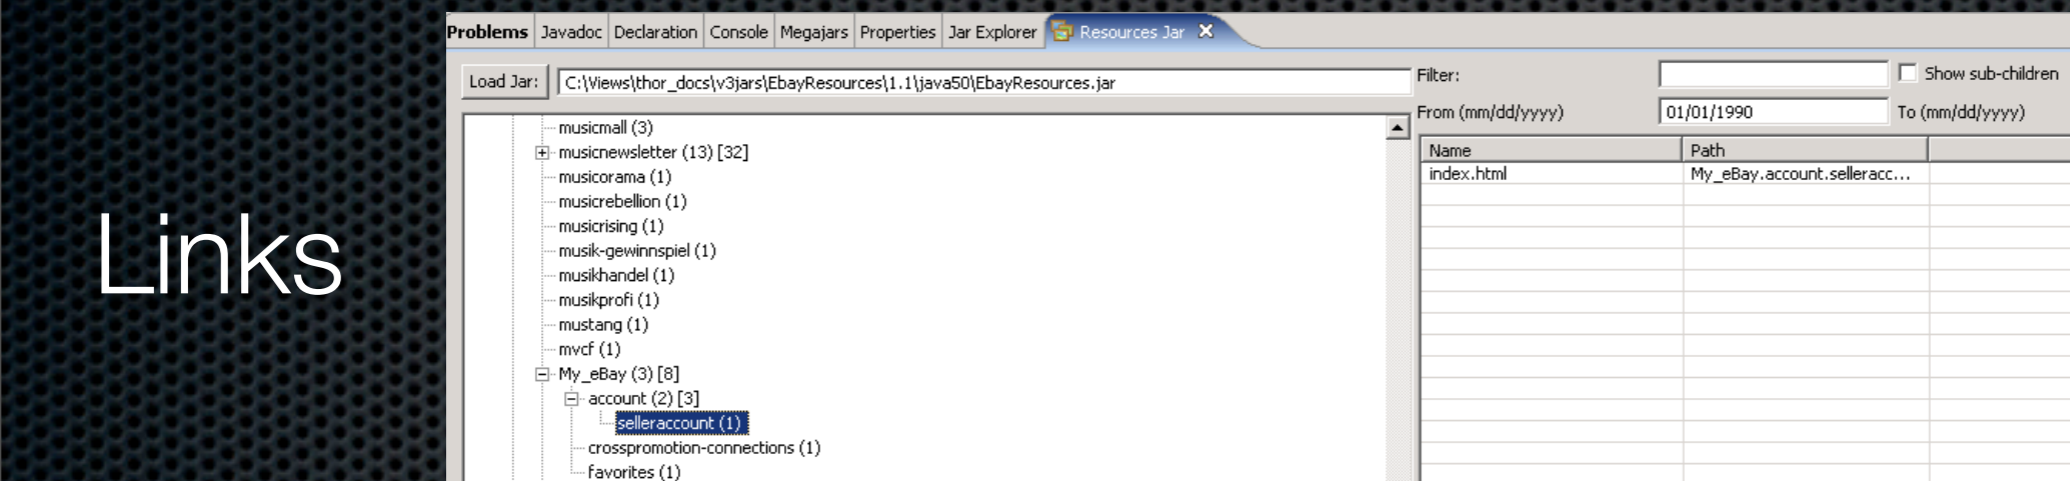 Links
Problems Javadoc Declaration Console Megajars Properties Jar Explorer Resources Jar
Load Jar: C:\Views\thor_docs\v3jars\EbayResources\1.1\java50\EbayResources.jar
Filter: Show sub-children
From (mm/dd/yyyy) 01/01/1990 To (mm/dd/yyyy)
musicmall (3)
musicnewsletter (13) [32]
musicorama (1)
musicrebellion (1)
musicrising (1)
musik-gewinnspiel (1)
musikhandel (1)
musikprofi (1)
mustang (1)
mvcf (1)
My_eBay (3) [8]
account (2) [3]
selleraccount (1)
crosspromotion-connections (1)
favorites (1)
Name Path
index.html My_eBay.account.selleracc...